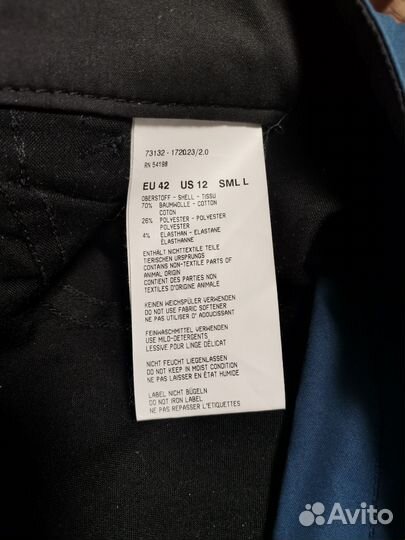 73132 - 172023/2.0
RN 54198
EU 42 US 12 SML L
OBERSTOFF - SHELL - TISSU
70% BAUMWOLLE - COTTON
COTON
26% POLYESTER - POLYESTER
POLYESTER
4% ELASTHAN - ELASTANE
ELASTHANNE
ENTHÄLT NICHTTEXTILE TEILE
TIERISCHEN URSPRUNGS
CONTAINS NON-TEXTILE PARTS OF
ANIMAL ORIGIN
CONTIENT DES PARTIES NON
TEXTILES D'ORIGINE ANIMALE
KEINEN WEICHSPÜLER VERWENDEN
DO NOT USE FABRIC SOFTENER
NE PAS UTILISER D' ADOUCISSANT
FEINWASCHMITTEL VERWENDEN
USE MILD-DETERGENTS
LESSIVE POUR LINGE DÉLICAT
NICHT FEUCHT LIEGENLASSEN
DO NOT KEEP IN MOIST CONDITION
NE PAS LAISSER EN ÉTAT HUMIDE
LABEL NICHT BÜGELN
DO NOT IRON LABEL
NE PAS REPASSER L'ETIQUETTES
Avito